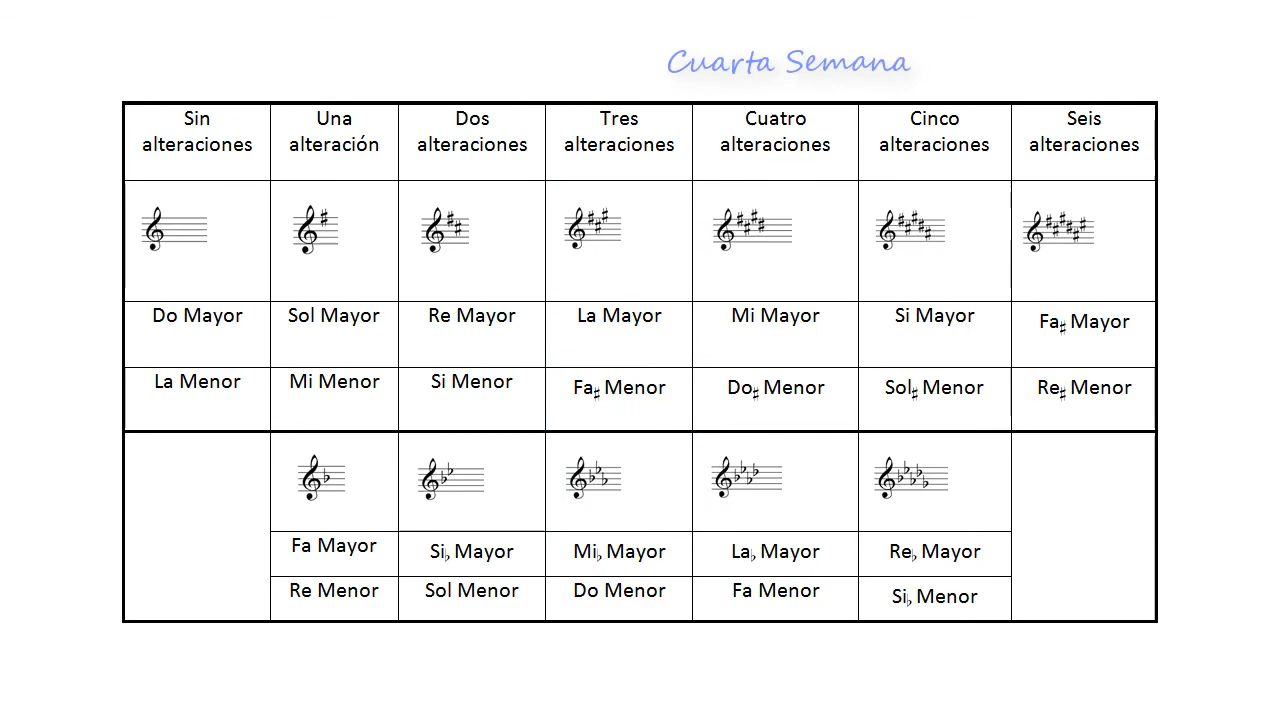 Cuarta Semana
Sin alteraciones
Una alteración
Dos alteraciones
Tres alteraciones
Cuatro alteraciones
Cinco alteraciones
Seis alteraciones
Do Mayor
Sol Mayor
Re Mayor
La Mayor
Mi Mayor
Si Mayor
Fa♯ Mayor
La Menor
Mi Menor
Si Menor
Fa♯ Menor
Do♯ Menor
Sol♯ Menor
Re♯ Menor
Fa Mayor
Si♭ Mayor
Mi♭ Mayor
La♭ Mayor
Re♭ Mayor
Re Menor
Sol Menor
Do Menor
Fa Menor
Si♭ Menor